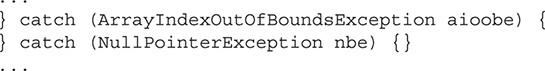 ...
} catch (ArrayIndexOutOfBoundsException aioobe) {
} catch (NullPointerException nbe) {}
...